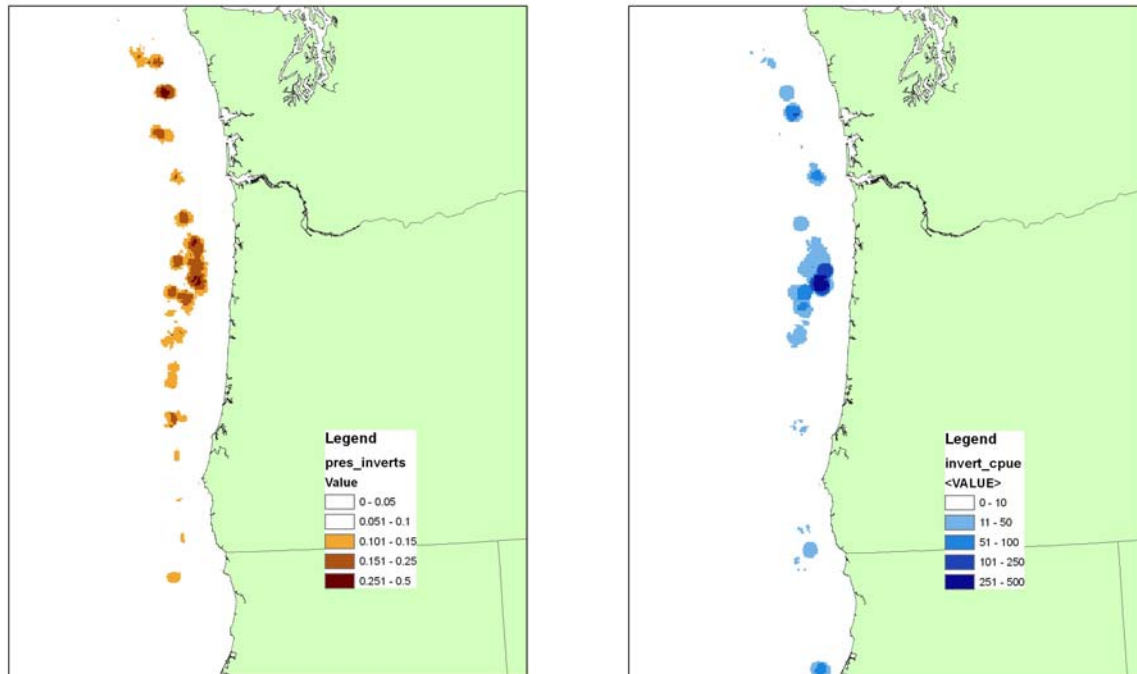 Legend
pres_inverts
Value
0 - 0.05
0.051 - 0.1
0.101 - 0.15
0.151 - 0.25
0.251 - 0.5
Legend
invert_cpue
<VALUE>
0 - 10
11 - 50
51 - 100
101 - 250
251 - 500